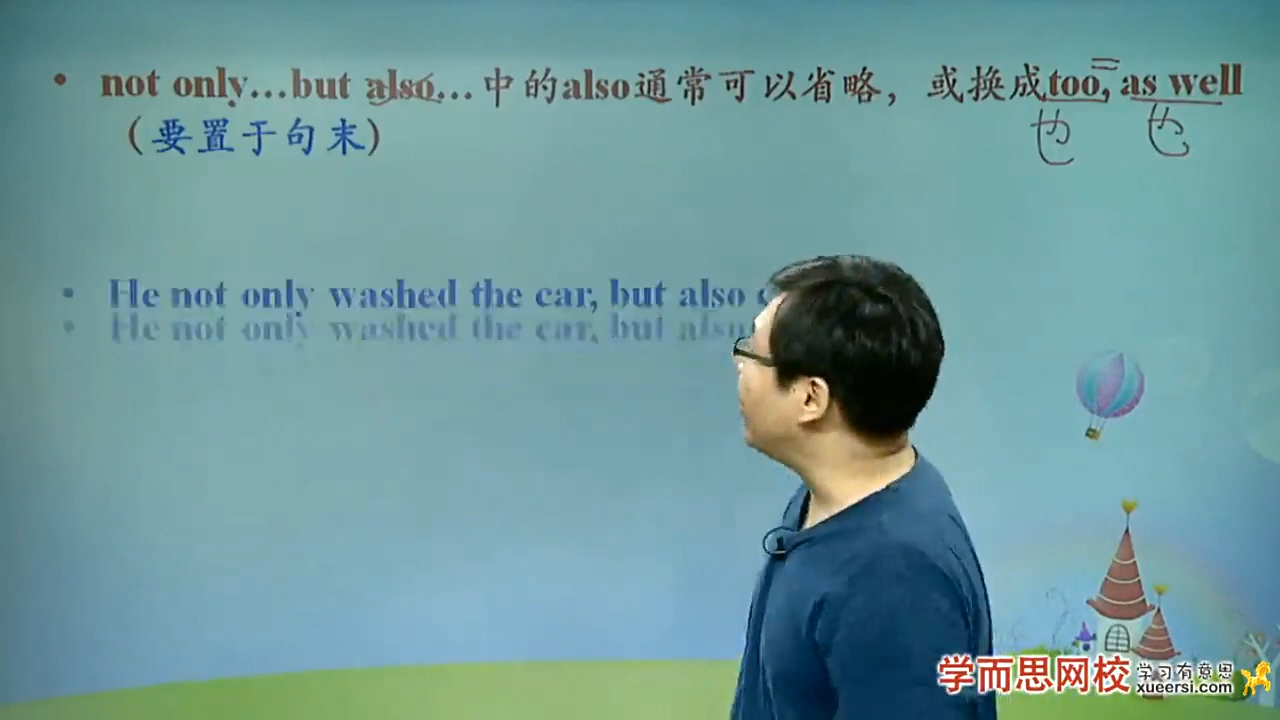 • not only…but also…中的also通常可以省略，或换成too, as well
也 也
（要置于句末）
• He not only washed the car, but also
学而思网校 学习有意思
xueersi.com